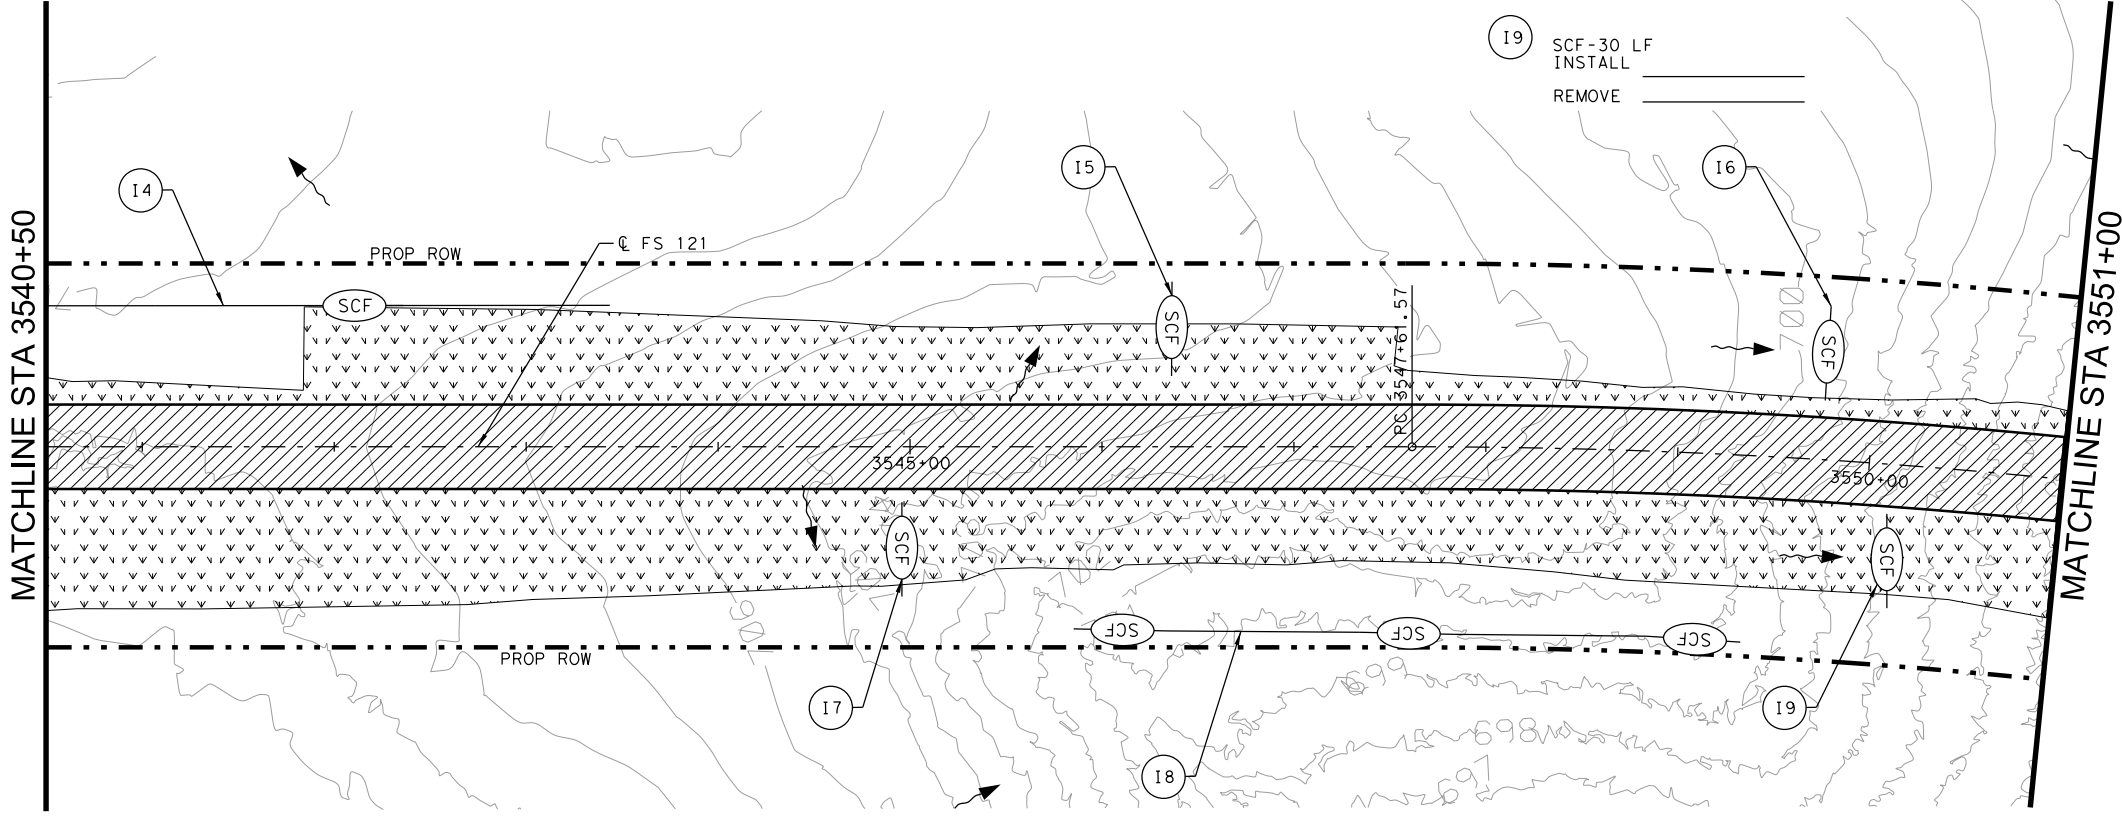 I9
SCF-30 LF
INSTALL
REMOVE
I4
I5
I6
PROP ROW
℄ FS 121
SCF
SCF
SCF
PC 3547+61.57
700
MATCHLINE STA 3540+50
MATCHLINE STA 3551+00
3545+00
3550+00
SCF
SCF
SCF
SCF
SCF
PROP ROW
699
698
697
I7
I8
I9